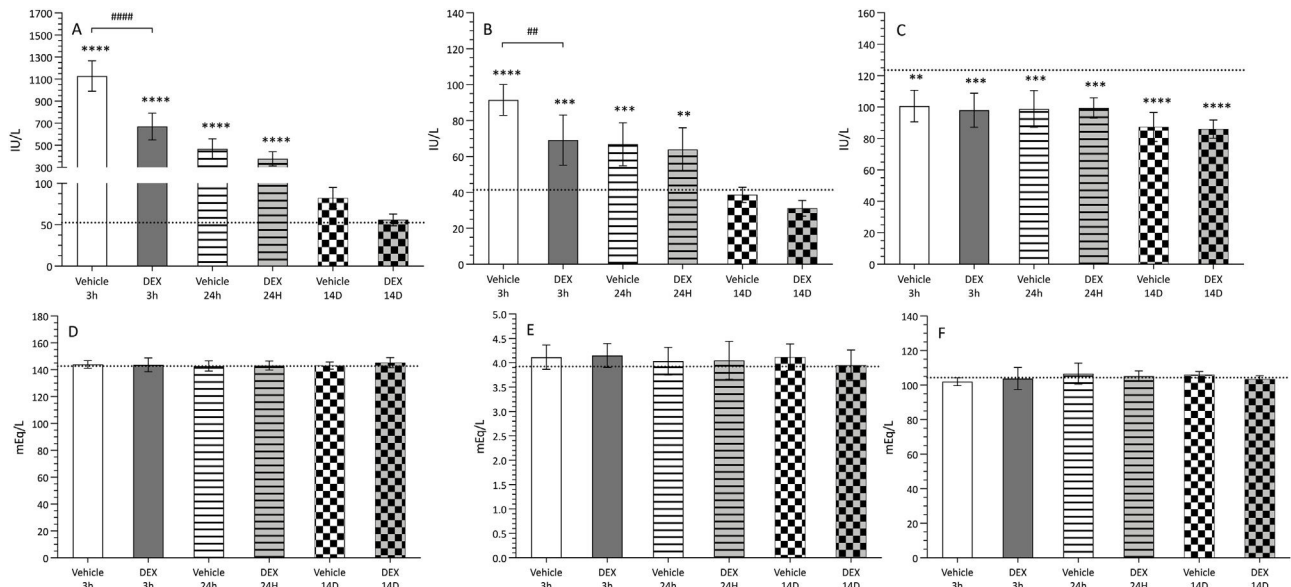 A
####
****
****
****
****
IU/L
1700
1500
1300
1100
900
700
500
300
100
50
0
Vehicle 3h
DEX 3h
Vehicle 24h
DEX 24H
Vehicle 14D
DEX 14D
B
##
****
***
***
**
IU/L
140
120
100
80
60
40
20
0
Vehicle 3h
DEX 3h
Vehicle 24h
DEX 24H
Vehicle 14D
DEX 14D
C
**
***
***
***
****
****
IU/L
160
140
120
100
80
60
40
20
0
Vehicle 3h
DEX 3h
Vehicle 24h
DEX 24H
Vehicle 14D
DEX 14D
D
mEq/L
180
160
140
120
100
80
60
40
20
0
Vehicle 3h
DEX 3h
Vehicle 24h
DEX 24H
Vehicle 14D
DEX 14D
E
mEq/L
5.0
4.5
4.0
3.5
3.0
2.5
2.0
1.5
1.0
0.5
0.0
Vehicle 3h
DEX 3h
Vehicle 24h
DEX 24H
Vehicle 14D
DEX 14D
F
mEq/L
140
120
100
80
60
40
20
0
Vehicle 3h
DEX 3h
Vehicle 24h
DEX 24H
Vehicle 14D
DEX 14D